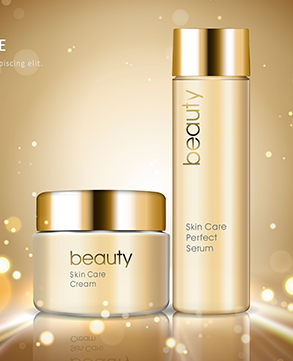 E
piscing elit.
beauty
Skin Care
Perfect
Serum
beauty
Skin Care
Cream